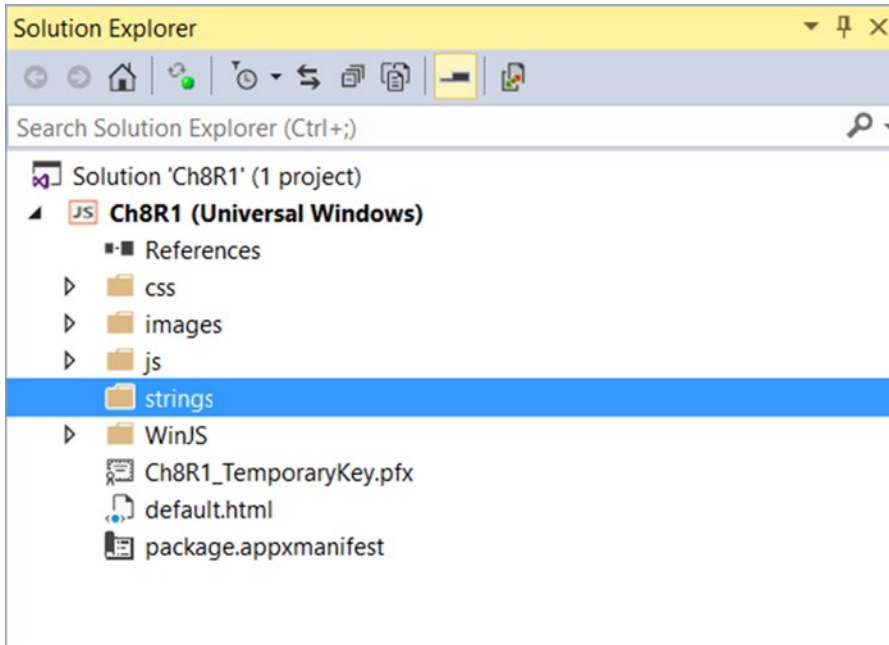 Solution Explorer
Search Solution Explorer (Ctrl+;)
Solution 'Ch8R1' (1 project)
JS Ch8R1 (Universal Windows)
References
css
images
js
strings
WinJS
Ch8R1_TemporaryKey.pfx
default.html
package.appxmanifest